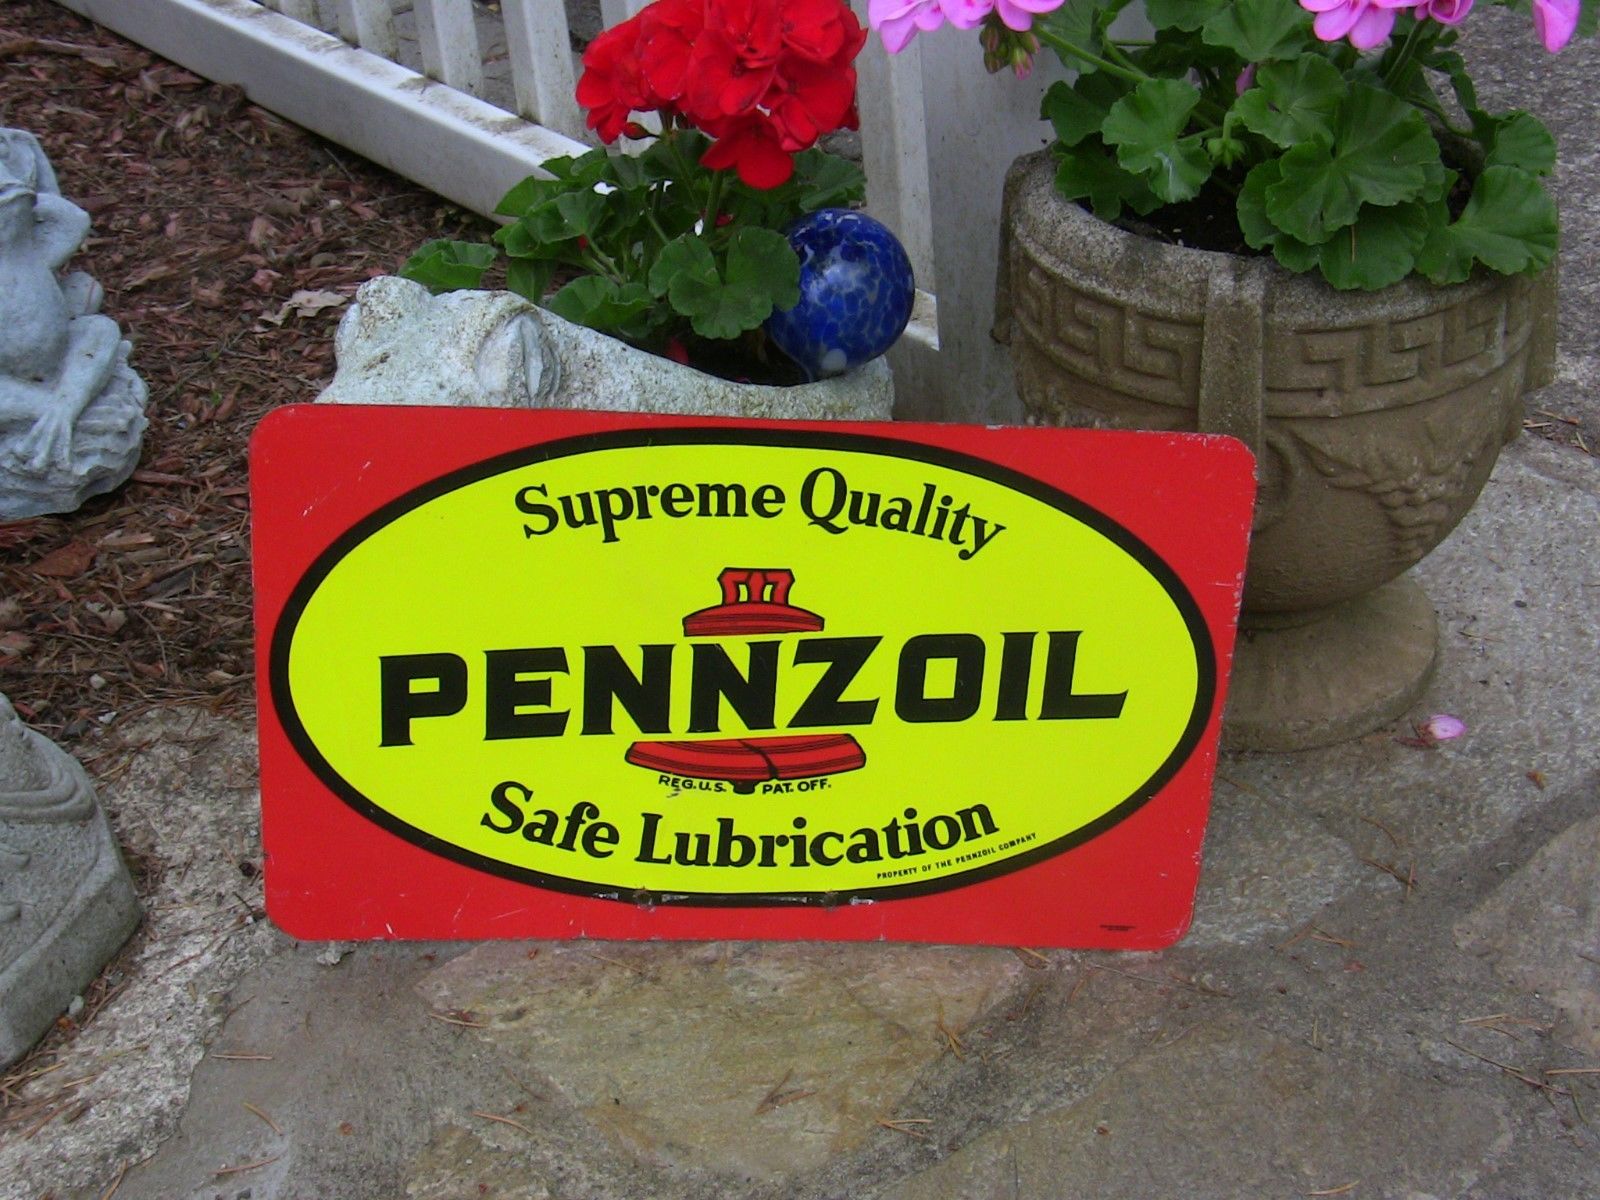 Supreme Quality
PENNZOIL
REG. U.S. PAT. OFF.
Safe Lubrication
PROPERTY OF THE PENNZOIL COMPANY